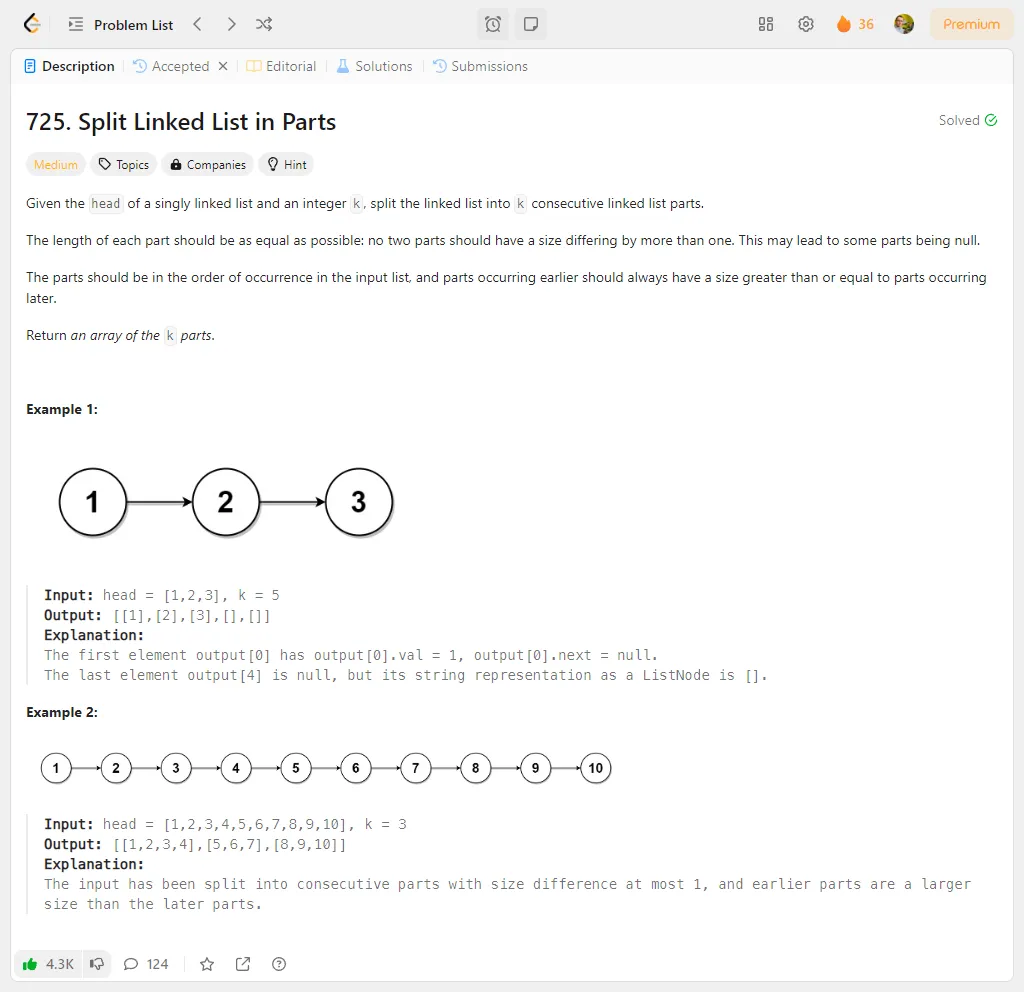 Problem List
36
Premium
Description
Accepted
Editorial
Solutions
Submissions
725. Split Linked List in Parts
Solved
Medium
Topics
Companies
Hint
Given the head of a singly linked list and an integer k, split the linked list into k consecutive linked list parts.
The length of each part should be as equal as possible: no two parts should have a size differing by more than one. This may lead to some parts being null.
The parts should be in the order of occurrence in the input list, and parts occurring earlier should always have a size greater than or equal to parts occurring
later.
Return an array of the k parts.
Example 1:
1 2 3
Input: head = [1,2,3], k = 5
Output: [[1],[2],[3],[],[]]
Explanation:
The first element output[0] has output[0].val = 1, output[0].next = null.
The last element output[4] is null, but its string representation as a ListNode is [].
Example 2:
1 2 3 4 5 6 7 8 9 10
Input: head = [1,2,3,4,5,6,7,8,9,10], k = 3
Output: [[1,2,3,4],[5,6,7],[8,9,10]]
Explanation:
The input has been split into consecutive parts with size difference at most 1, and earlier parts are a larger
size than the later parts.
4.3K
124